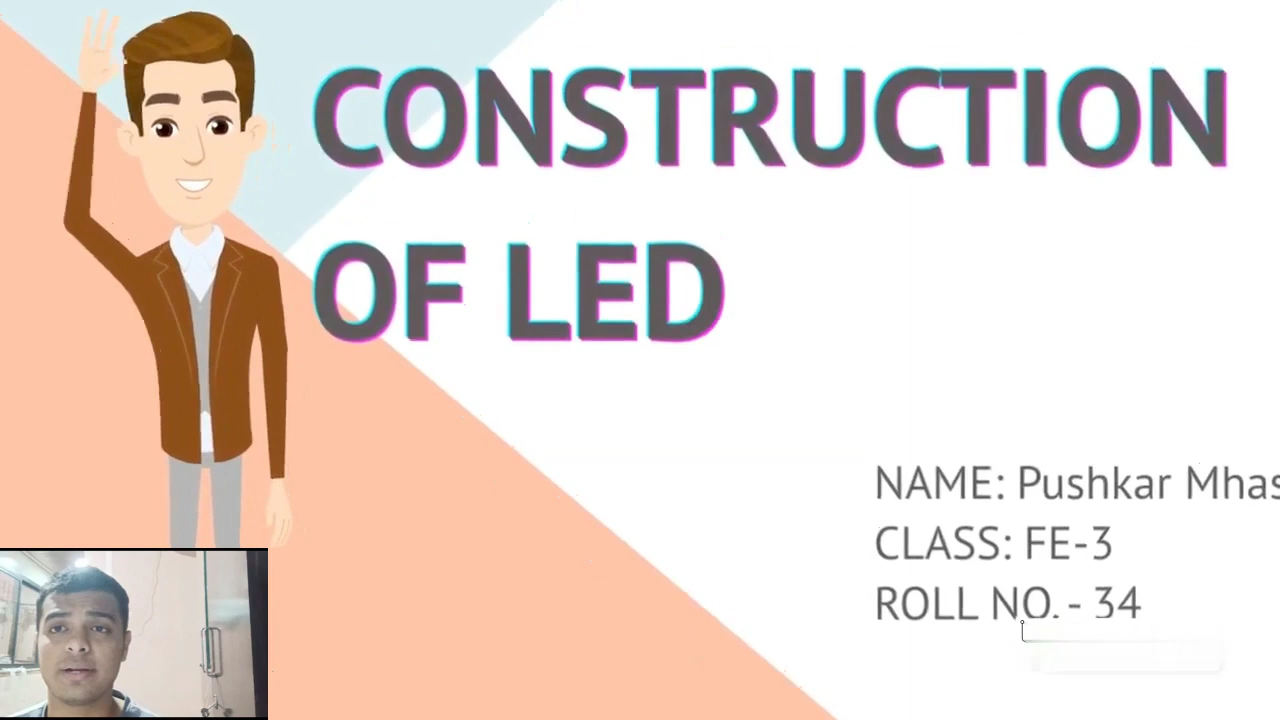 CONSTRUCTION
OF LED
NAME: Pushkar Mhas
CLASS: FE-3
ROLL NO. - 34